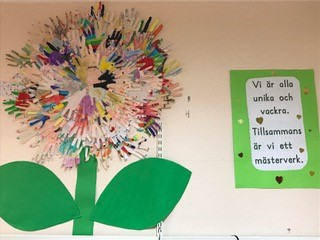 Vi är alla
unika och
vackra.
Tillsammans
är vi ett
mästerverk.